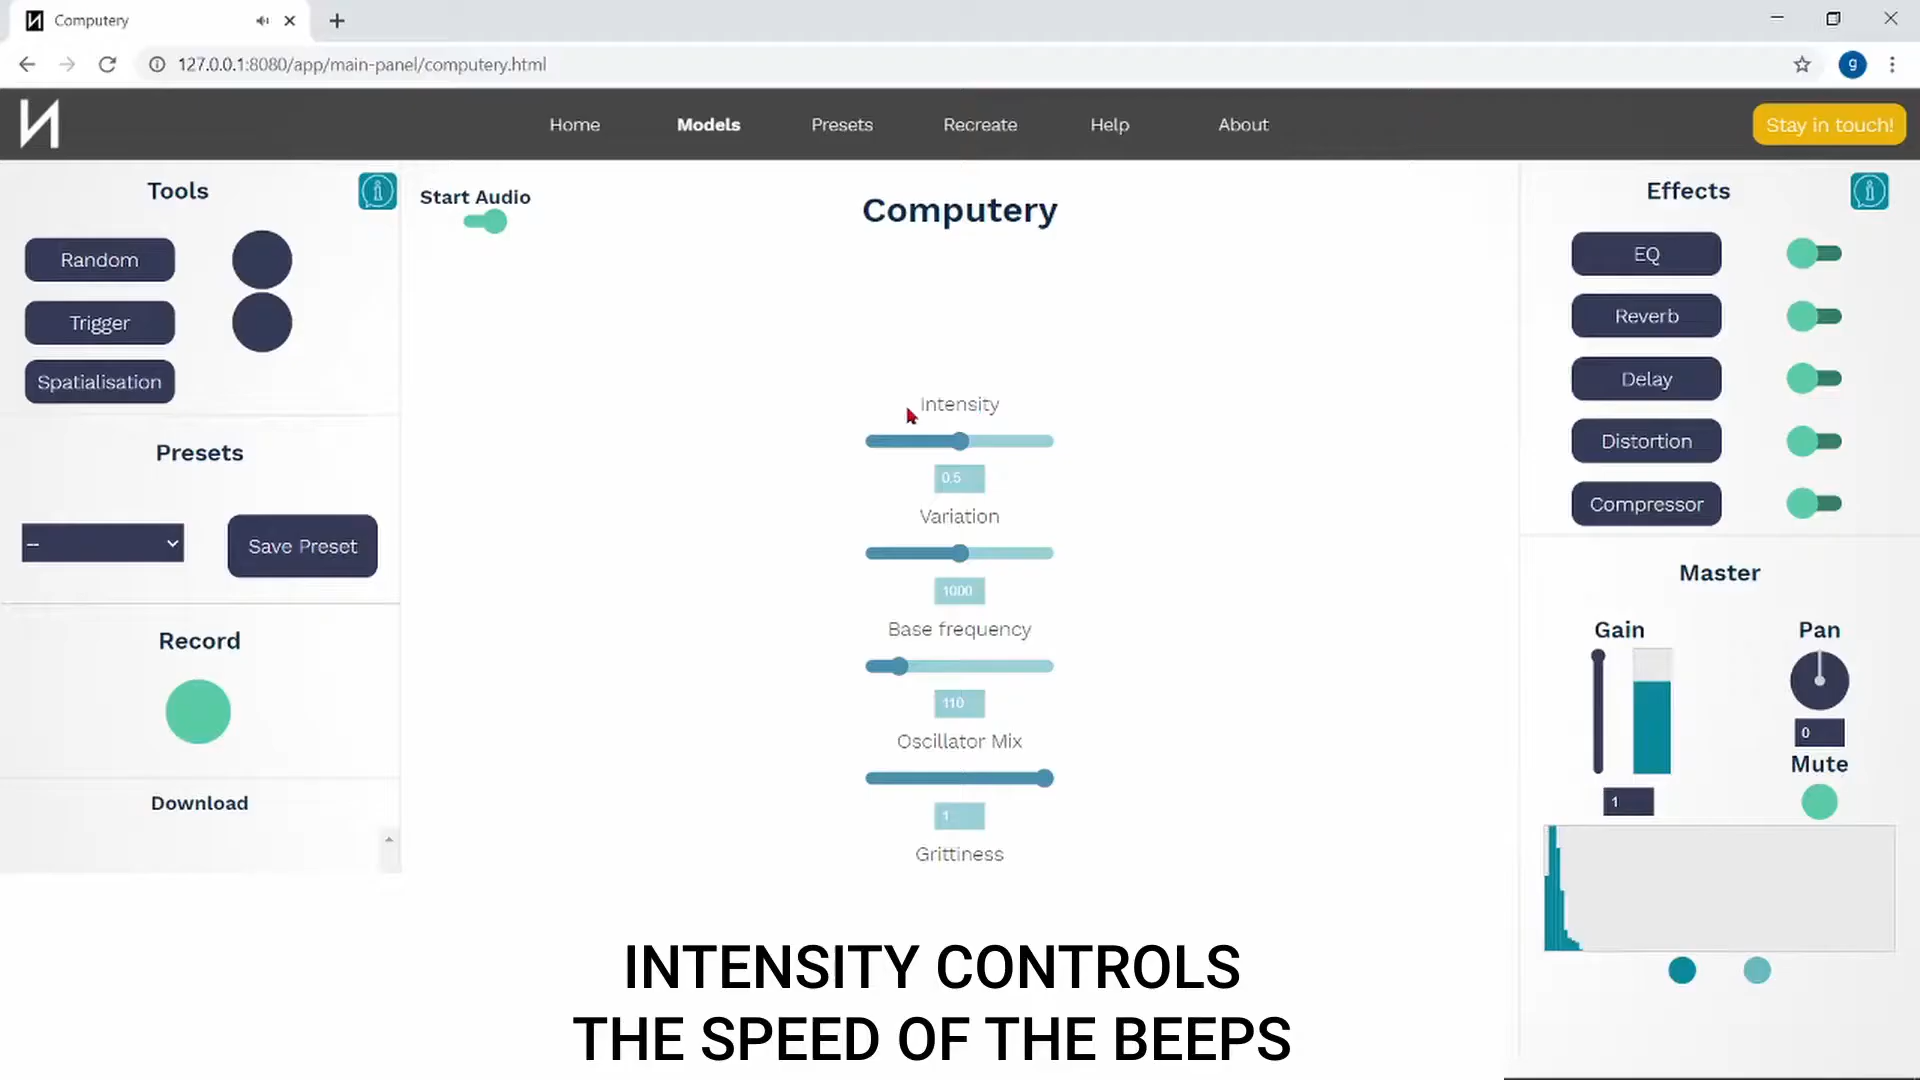 Computery
127.0.0.1:8080/app/main-panel/computery.html
g
Home
Models
Presets
Recreate
Help
About
Stay in touch!
Tools
Random
Trigger
Spatialisation
Presets
--
Save Preset
Record
Download
Start Audio
Computery
Intensity
0.5
Variation
1000
Base frequency
110
Oscillator Mix
1
Grittiness
Effects
EQ
Reverb
Delay
Distortion
Compressor
Master
Gain
1
Pan
0
Mute
INTENSITY CONTROLS
THE SPEED OF THE BEEPS